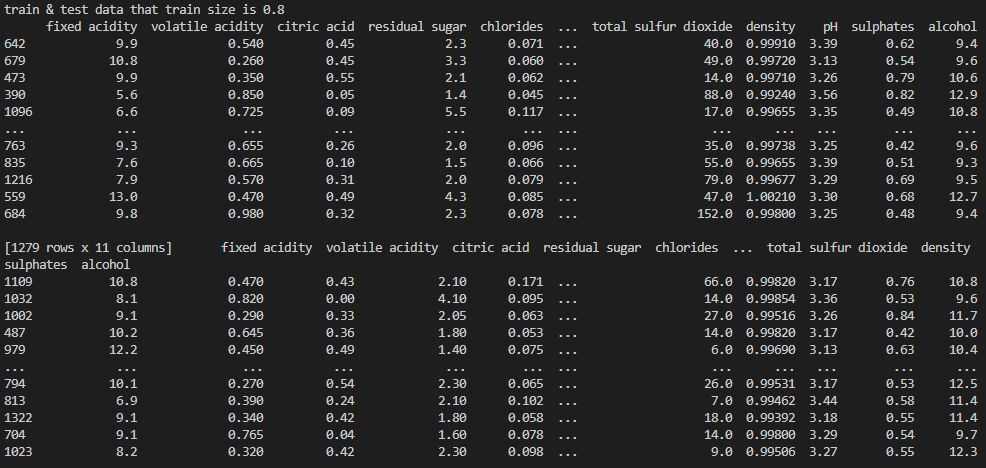 train & test data that train size is 0.8
fixed acidity volatile acidity citric acid residual sugar chlorides ... total sulfur dioxide density pH sulphates alcohol
642 9.9 0.540 0.45 2.3 0.071 ... 40.0 0.99910 3.39 0.62 9.4
679 10.8 0.260 0.45 3.3 0.060 ... 49.0 0.99720 3.13 0.54 9.6
473 9.9 0.350 0.55 2.1 0.062 ... 14.0 0.99710 3.26 0.79 10.6
390 5.6 0.850 0.05 1.4 0.045 ... 88.0 0.99240 3.56 0.82 12.9
1096 6.6 0.725 0.09 5.5 0.117 ... 17.0 0.99655 3.35 0.49 10.8
... ... ... ... ... ... ... ... ... ... ... ...
763 9.3 0.655 0.26 2.0 0.096 ... 35.0 0.99738 3.25 0.42 9.6
835 7.6 0.665 0.10 1.5 0.066 ... 55.0 0.99655 3.39 0.51 9.3
1216 7.9 0.570 0.31 2.0 0.079 ... 79.0 0.99677 3.29 0.69 9.5
559 13.0 0.470 0.49 4.3 0.085 ... 47.0 1.00210 3.30 0.68 12.7
684 9.8 0.980 0.32 2.3 0.078 ... 152.0 0.99800 3.25 0.48 9.4
[1279 rows x 11 columns] fixed acidity volatile acidity citric acid residual sugar chlorides ... total sulfur dioxide density
sulphates alcohol
1109 10.8 0.470 0.43 2.10 0.171 ... 66.0 0.99820 3.17 0.76 10.8
1032 8.1 0.820 0.00 4.10 0.095 ... 14.0 0.99854 3.36 0.53 9.6
1002 9.1 0.290 0.33 2.05 0.063 ... 27.0 0.99516 3.26 0.84 11.7
487 10.2 0.645 0.36 1.80 0.053 ... 14.0 0.99820 3.17 0.42 10.0
979 12.2 0.450 0.49 1.40 0.075 ... 6.0 0.99690 3.13 0.63 10.4
... ... ... ... ... ... ... ... ... ... ... ...
794 10.1 0.270 0.54 2.30 0.065 ... 26.0 0.99531 3.17 0.53 12.5
813 6.9 0.390 0.24 2.10 0.102 ... 7.0 0.99462 3.44 0.58 11.4
1322 9.1 0.340 0.42 1.80 0.058 ... 18.0 0.99392 3.18 0.55 11.4
704 9.1 0.765 0.04 1.60 0.078 ... 14.0 0.99800 3.29 0.54 9.7
1023 8.2 0.320 0.42 2.30 0.098 ... 9.0 0.99506 3.27 0.55 12.3